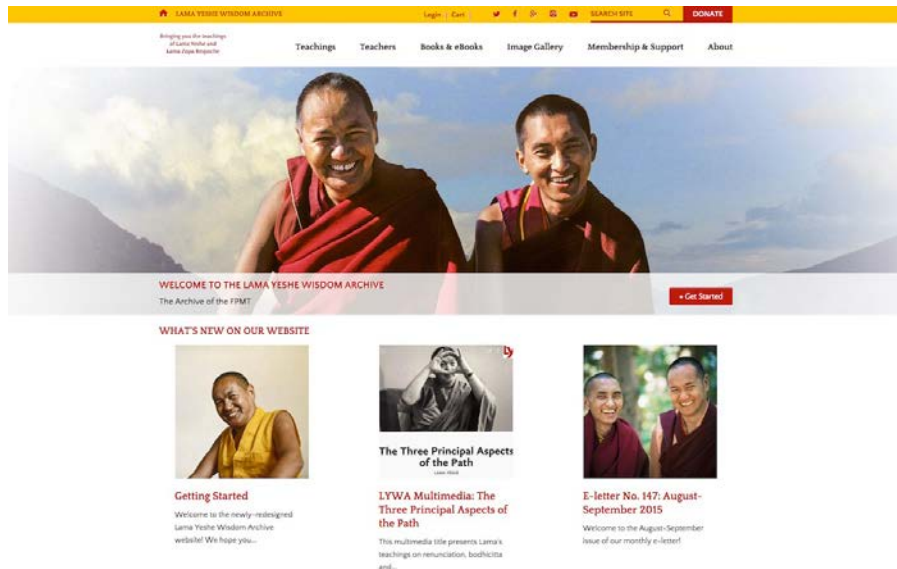 LAMA YESHE WISDOM ARCHIVE
Login | Cart |
SEARCH SITE
DONATE
Bringing you the teachings
of Lama Yeshe and
Lama Zopa Rinpoche
Teachings
Teachers
Books & eBooks
Image Gallery
Membership & Support
About
WELCOME TO THE LAMA YESHE WISDOM ARCHIVE
The Archive of the FPMT
+ Get Started
WHAT'S NEW ON OUR WEBSITE
Ly
The Three Principal Aspects
of the Path
Getting Started
Welcome to the newly-redesigned
Lama Yeshe Wisdom Archive
website! We hope you...
LYWA Multimedia: The
Three Principal Aspects of
the Path
This multimedia title presents Lama's
teachings on renunciation, bodhicitta
and...
E-letter No. 147: August-
September 2015
Welcome to the August-September
issue of our monthly e-letter!